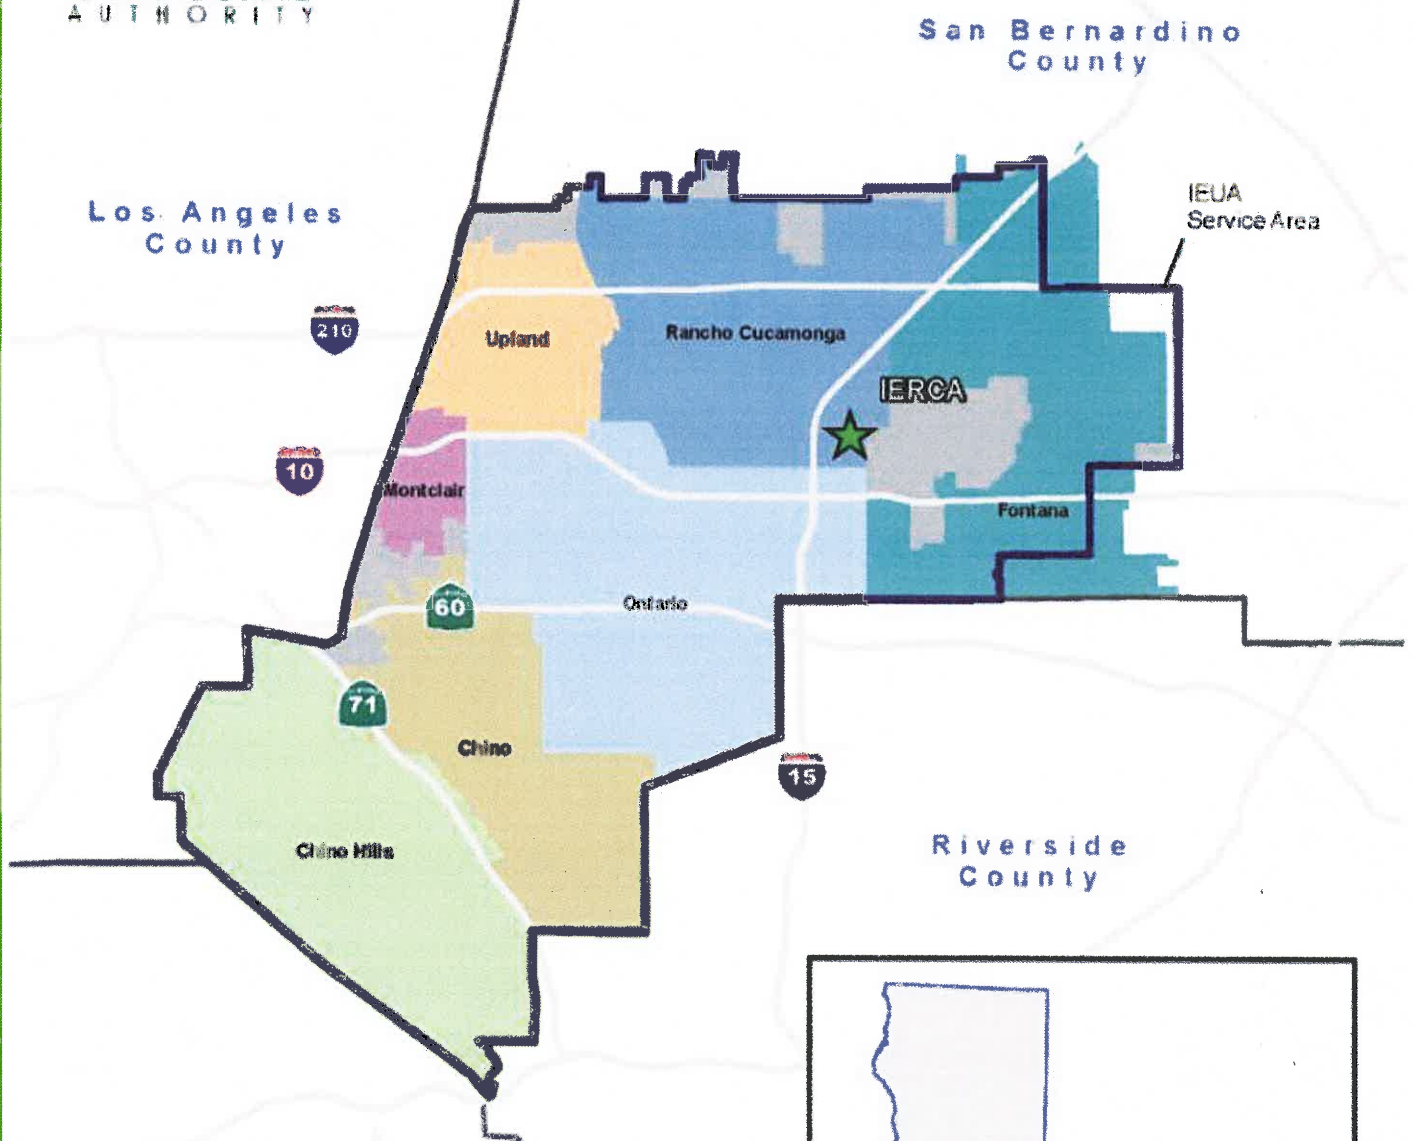 AUTHORITY
San Bernardino
County
Los Angeles
County
IEUA
Service Area
210
Upland
Rancho Cucamonga
IERCA
10
Montclair
Fontana
60
Ontario
71
Chino
15
Chino Hills
Riverside
County